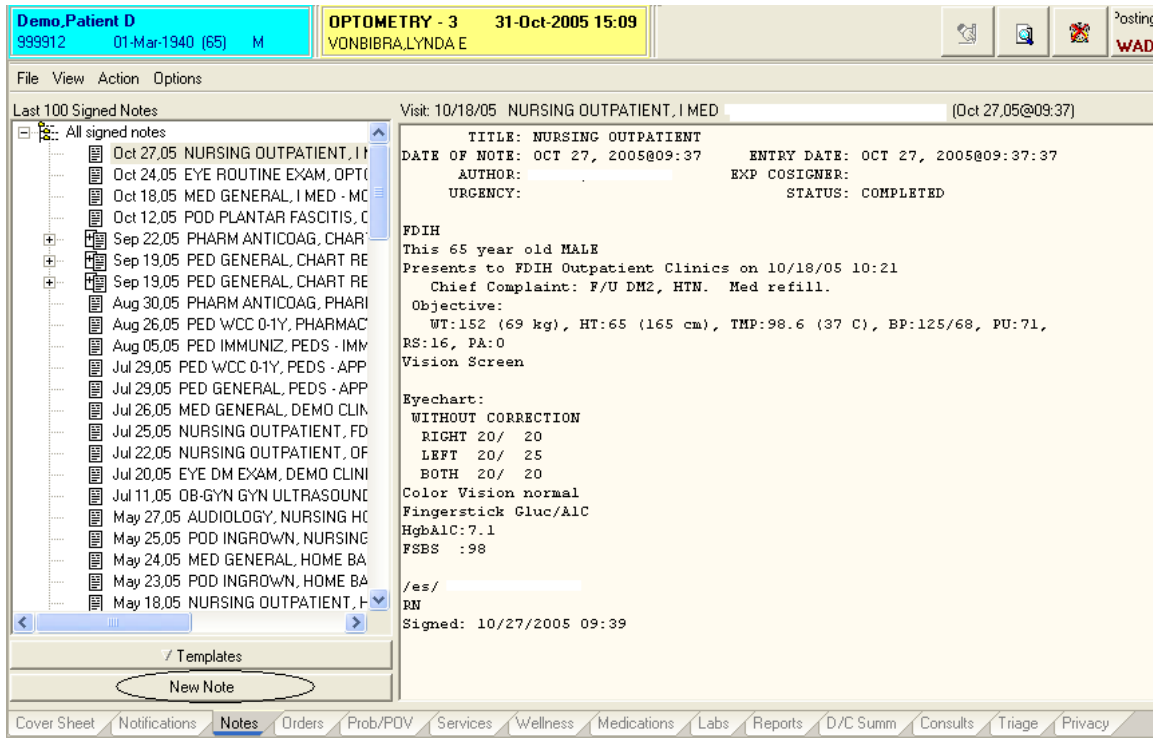 Demo,Patient D
999912 01-Mar-1940 (65) M
OPTOMETRY - 3 31-Oct-2005 15:09
VONBIBRA,LYNDA E
Posting
WAD
File View Action Options
Last 100 Signed Notes
All signed notes
Oct 27,05 NURSING OUTPATIENT, I M
Oct 24,05 EYE ROUTINE EXAM, OPT
Oct 18,05 MED GENERAL, I MED - MC
Oct 12,05 POD PLANTAR FASCITIS, C
Sep 22,05 PHARM ANTICOAG, CHAR
Sep 19,05 PED GENERAL, CHART RE
Sep 19,05 PED GENERAL, CHART RE
Aug 30,05 PHARM ANTICOAG, PHAR
Aug 26,05 PED WCC 0-1Y, PHARMAC
Aug 05,05 PED IMMUNIZ, PEDS - IMM
Jul 29,05 PED WCC 0-1Y, PEDS - APP
Jul 29,05 PED GENERAL, PEDS - APP
Jul 26,05 MED GENERAL, DEMO CLIN
Jul 25,05 NURSING OUTPATIENT, FD
Jul 22,05 NURSING OUTPATIENT, OF
Jul 20,05 EYE DM EXAM, DEMO CLINI
Jul 11,05 OB-GYN GYN ULTRASOUND
May 27,05 AUDIOLOGY, NURSING HO
May 25,05 POD INGROWN, NURSING
May 24,05 MED GENERAL, HOME BA
May 23,05 POD INGROWN, HOME BA
May 18,05 NURSING OUTPATIENT, H
Templates
New Note
Visit: 10/18/05 NURSING OUTPATIENT, I MED (Oct 27,05@09:37)
TITLE: NURSING OUTPATIENT
DATE OF NOTE: OCT 27, 2005@09:37 ENTRY DATE: OCT 27, 2005@09:37:37
AUTHOR: EXP COSIGNER:
URGENCY: STATUS: COMPLETED
FDIH
This 65 year old MALE
Presents to FDIH Outpatient Clinics on 10/18/05 10:21
Chief Complaint: F/U DM2, HTN. Med refill.
Objective:
WT:152 (69 kg), HT:65 (165 cm), TMP:98.6 (37 C), BP:125/68, PU:71,
RS:16, PA:0
Vision Screen
Eyechart:
WITHOUT CORRECTION
RIGHT 20/ 20
LEFT 20/ 25
BOTH 20/ 20
Color Vision normal
Fingerstick Gluc/A1C
HgbA1C:7.1
FSBS :98
/es/
RN
Signed: 10/27/2005 09:39
Cover Sheet Notifications Notes Orders Prob/POV Services Wellness Medications Labs Reports D/C Summ Consults Triage Privacy